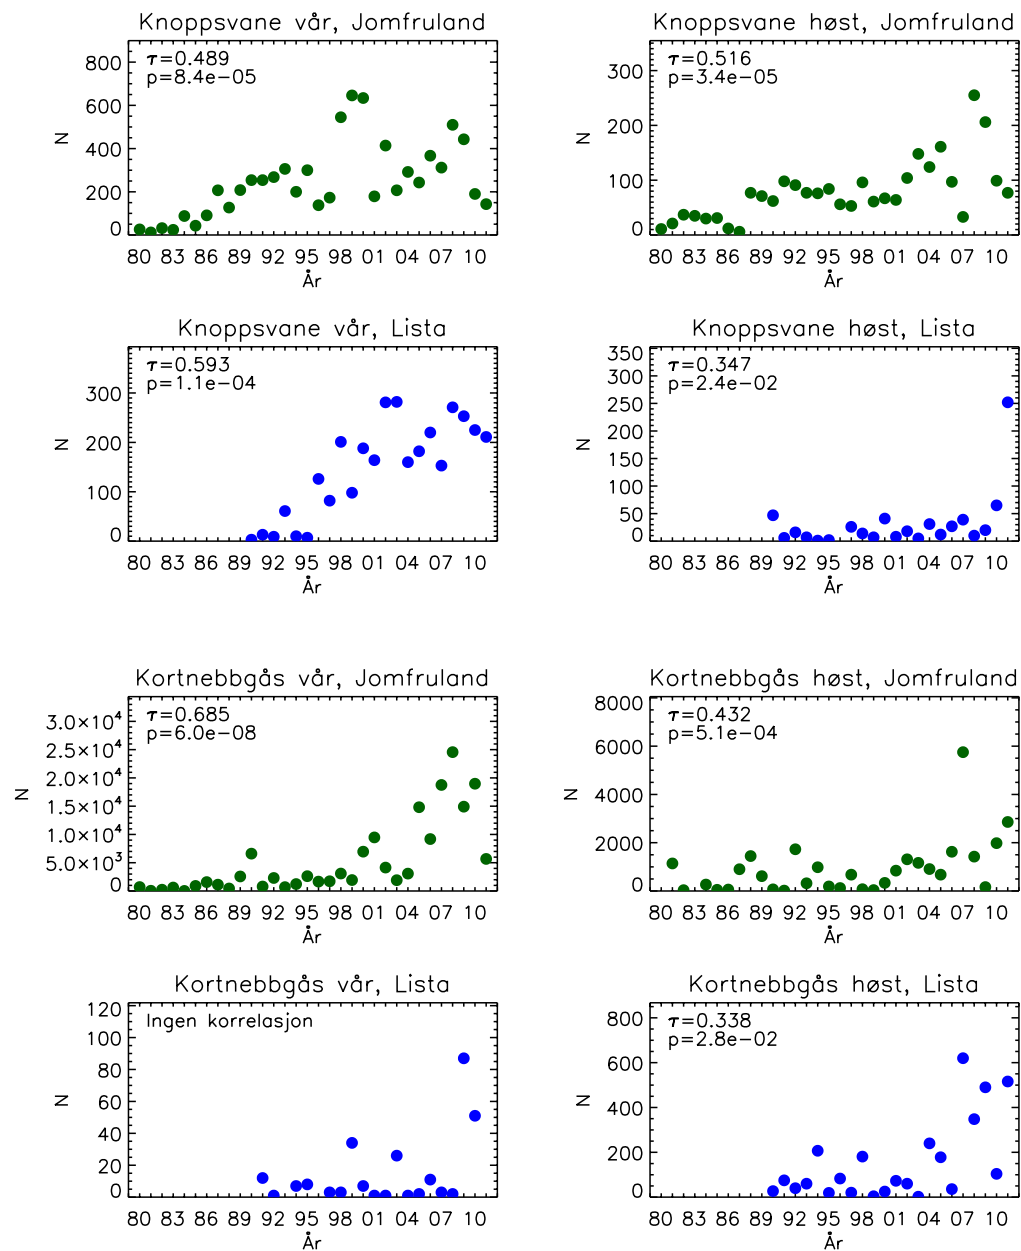 Knoppsvane vår, Jomfruland
τ=0.489
p=8.4e−05
N
800
600
400
200
0
80 83 86 89 92 95 98 01 04 07 10
År
Knoppsvane høst, Jomfruland
τ=0.516
p=3.4e−05
N
300
200
100
0
80 83 86 89 92 95 98 01 04 07 10
År
Knoppsvane vår, Lista
τ=0.593
p=1.1e−04
N
300
200
100
0
80 83 86 89 92 95 98 01 04 07 10
År
Knoppsvane høst, Lista
τ=0.347
p=2.4e−02
N
350
300
250
200
150
100
50
0
80 83 86 89 92 95 98 01 04 07 10
År
Kortnebbgås vår, Jomfruland
τ=0.685
p=6.0e−08
N
3.0×10⁴
2.5×10⁴
2.0×10⁴
1.5×10⁴
1.0×10⁴
5.0×10³
0
80 83 86 89 92 95 98 01 04 07 10
År
Kortnebbgås høst, Jomfruland
τ=0.432
p=5.1e−04
N
8000
6000
4000
2000
0
80 83 86 89 92 95 98 01 04 07 10
År
Kortnebbgås vår, Lista
Ingen korrelasjon
N
120
100
80
60
40
20
0
80 83 86 89 92 95 98 01 04 07 10
År
Kortnebbgås høst, Lista
τ=0.338
p=2.8e−02
N
800
600
400
200
0
80 83 86 89 92 95 98 01 04 07 10
År